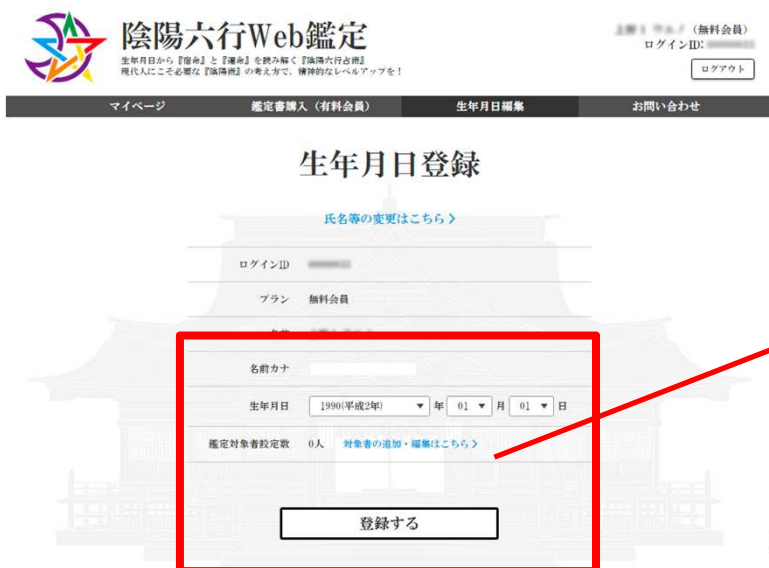 陰陽六行Web鑑定
生年月日から『宿命』と『運命』を読み解く『陰陽六行占術』
現代人にこそ必要な『陰陽術』の考え方で、精神的なレベルアップを！
（無料会員）
ログインID:
ログアウト
マイページ 鑑定書購入（有料会員） 生年月日編集 お問い合わせ
生年月日登録
氏名等の変更はこちら >
ログインID
プラン 無料会員
名前カナ
生年月日 1990(平成2年) ▼ 年 01 ▼ 月 01 ▼ 日
鑑定対象者設定数 0人 対象者の追加・編集はこちら >
登録する